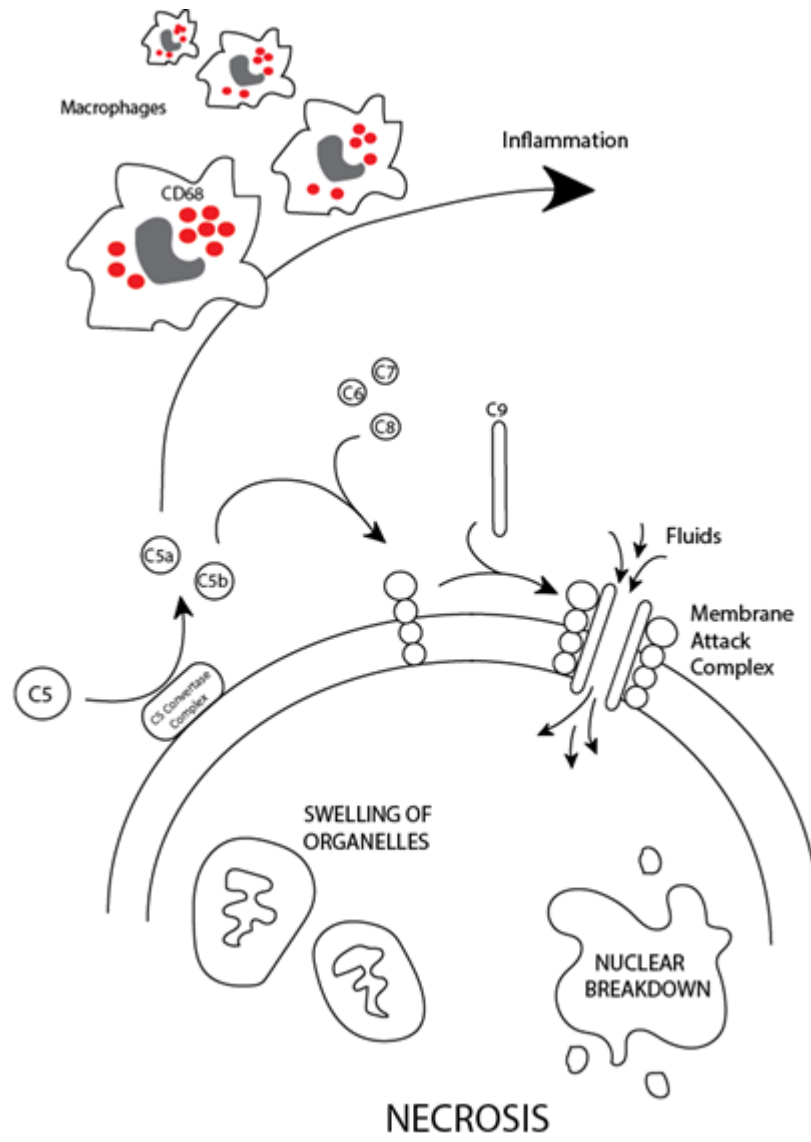 Macrophages
Inflammation
CD68
C7
C6
C8
C9
C5a
C5b
Fluids
Membrane
Attack
Complex
C5
C5 Convertase
Complex
SWELLING OF
ORGANELLES
NUCLEAR
BREAKDOWN
NECROSIS